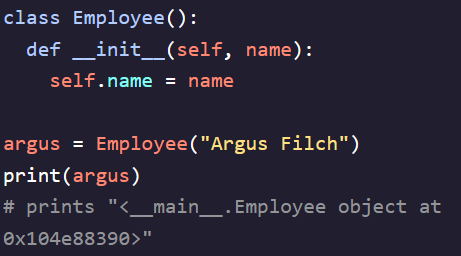 class Employee():
  def __init__(self, name):
    self.name = name

argus = Employee("Argus Filch")
print(argus)
# prints "<__main__.Employee object at
0x104e88390>"